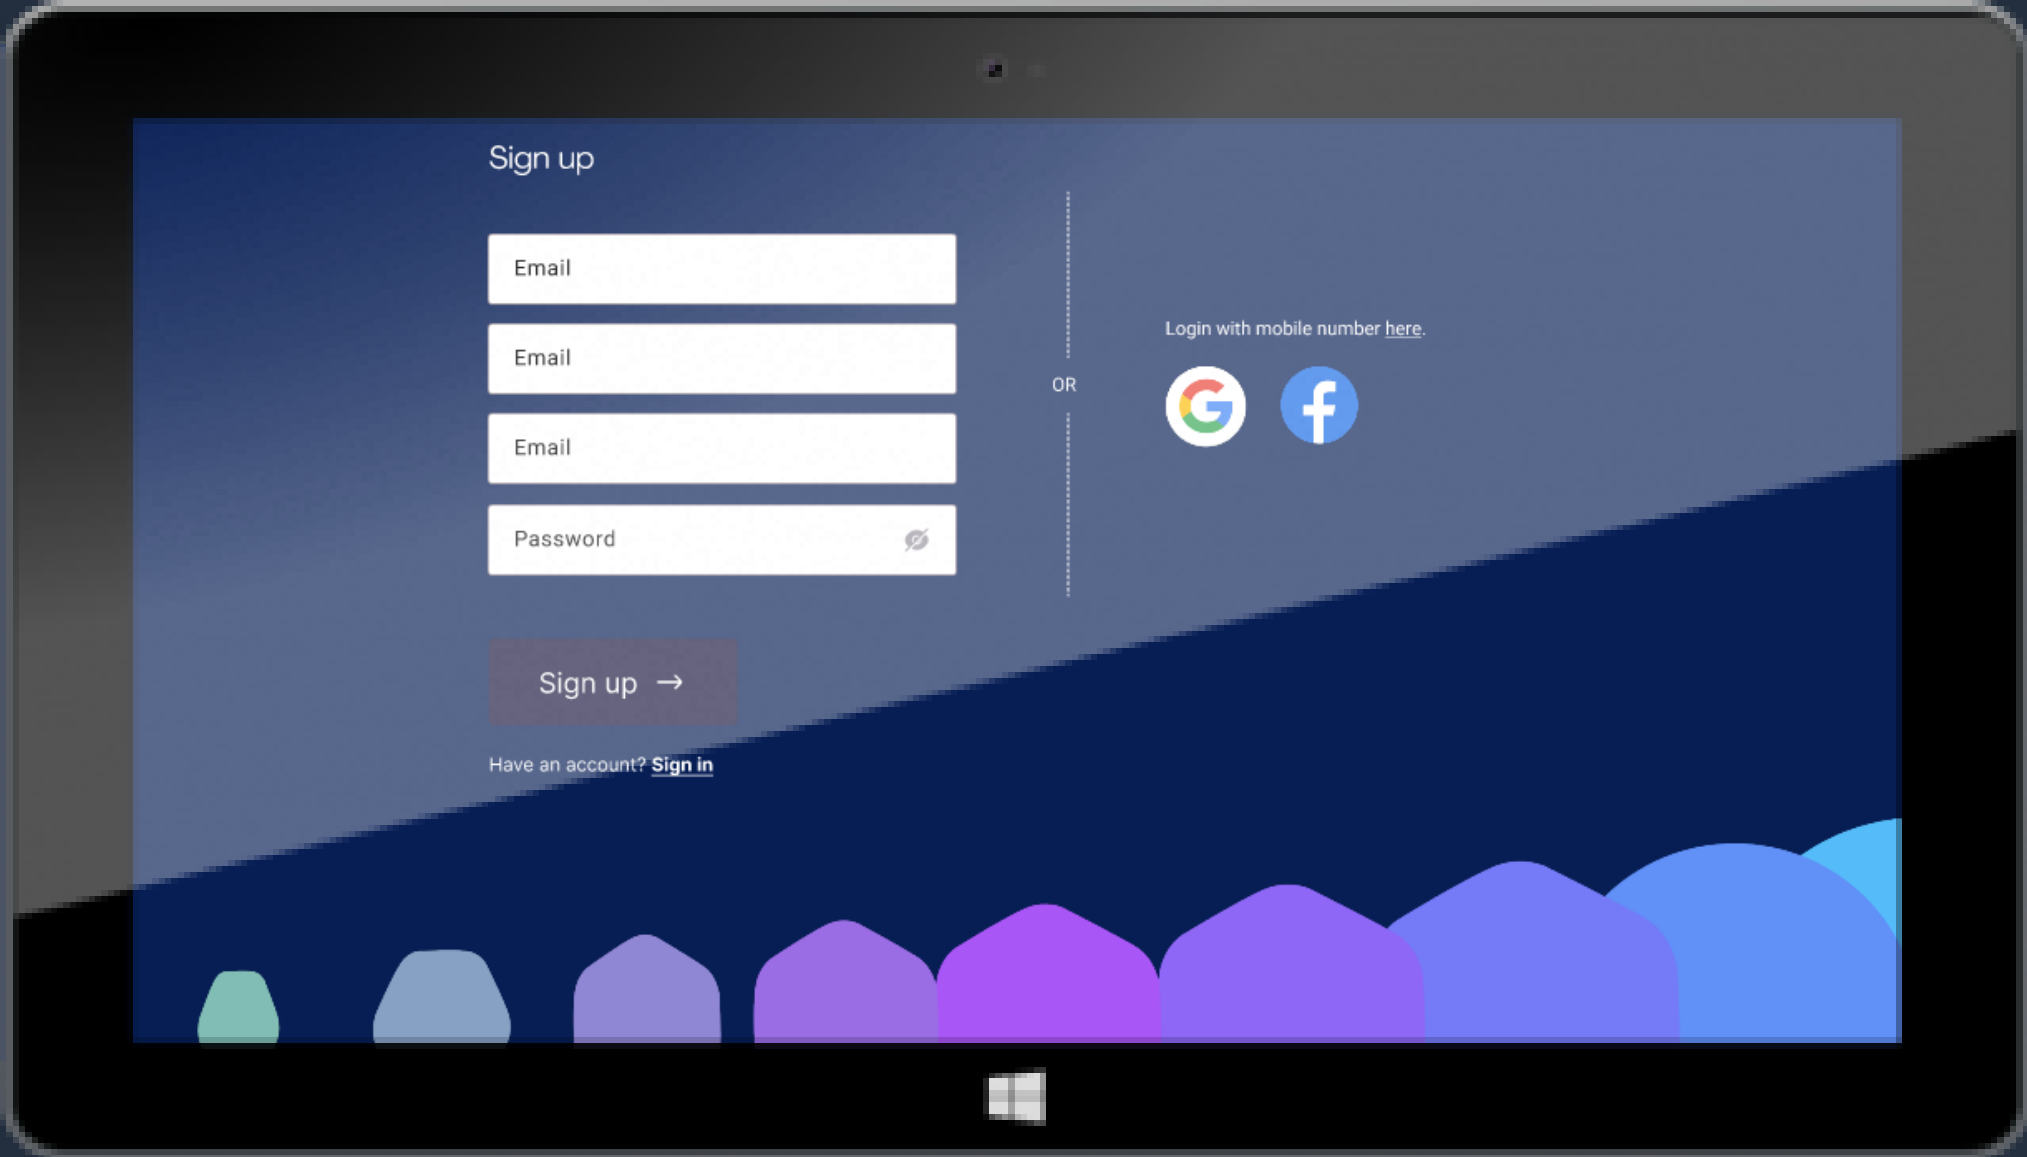 Sign up
Email
Email
Email
Password
Sign up →
Have an account? Sign in
OR
Login with mobile number here.